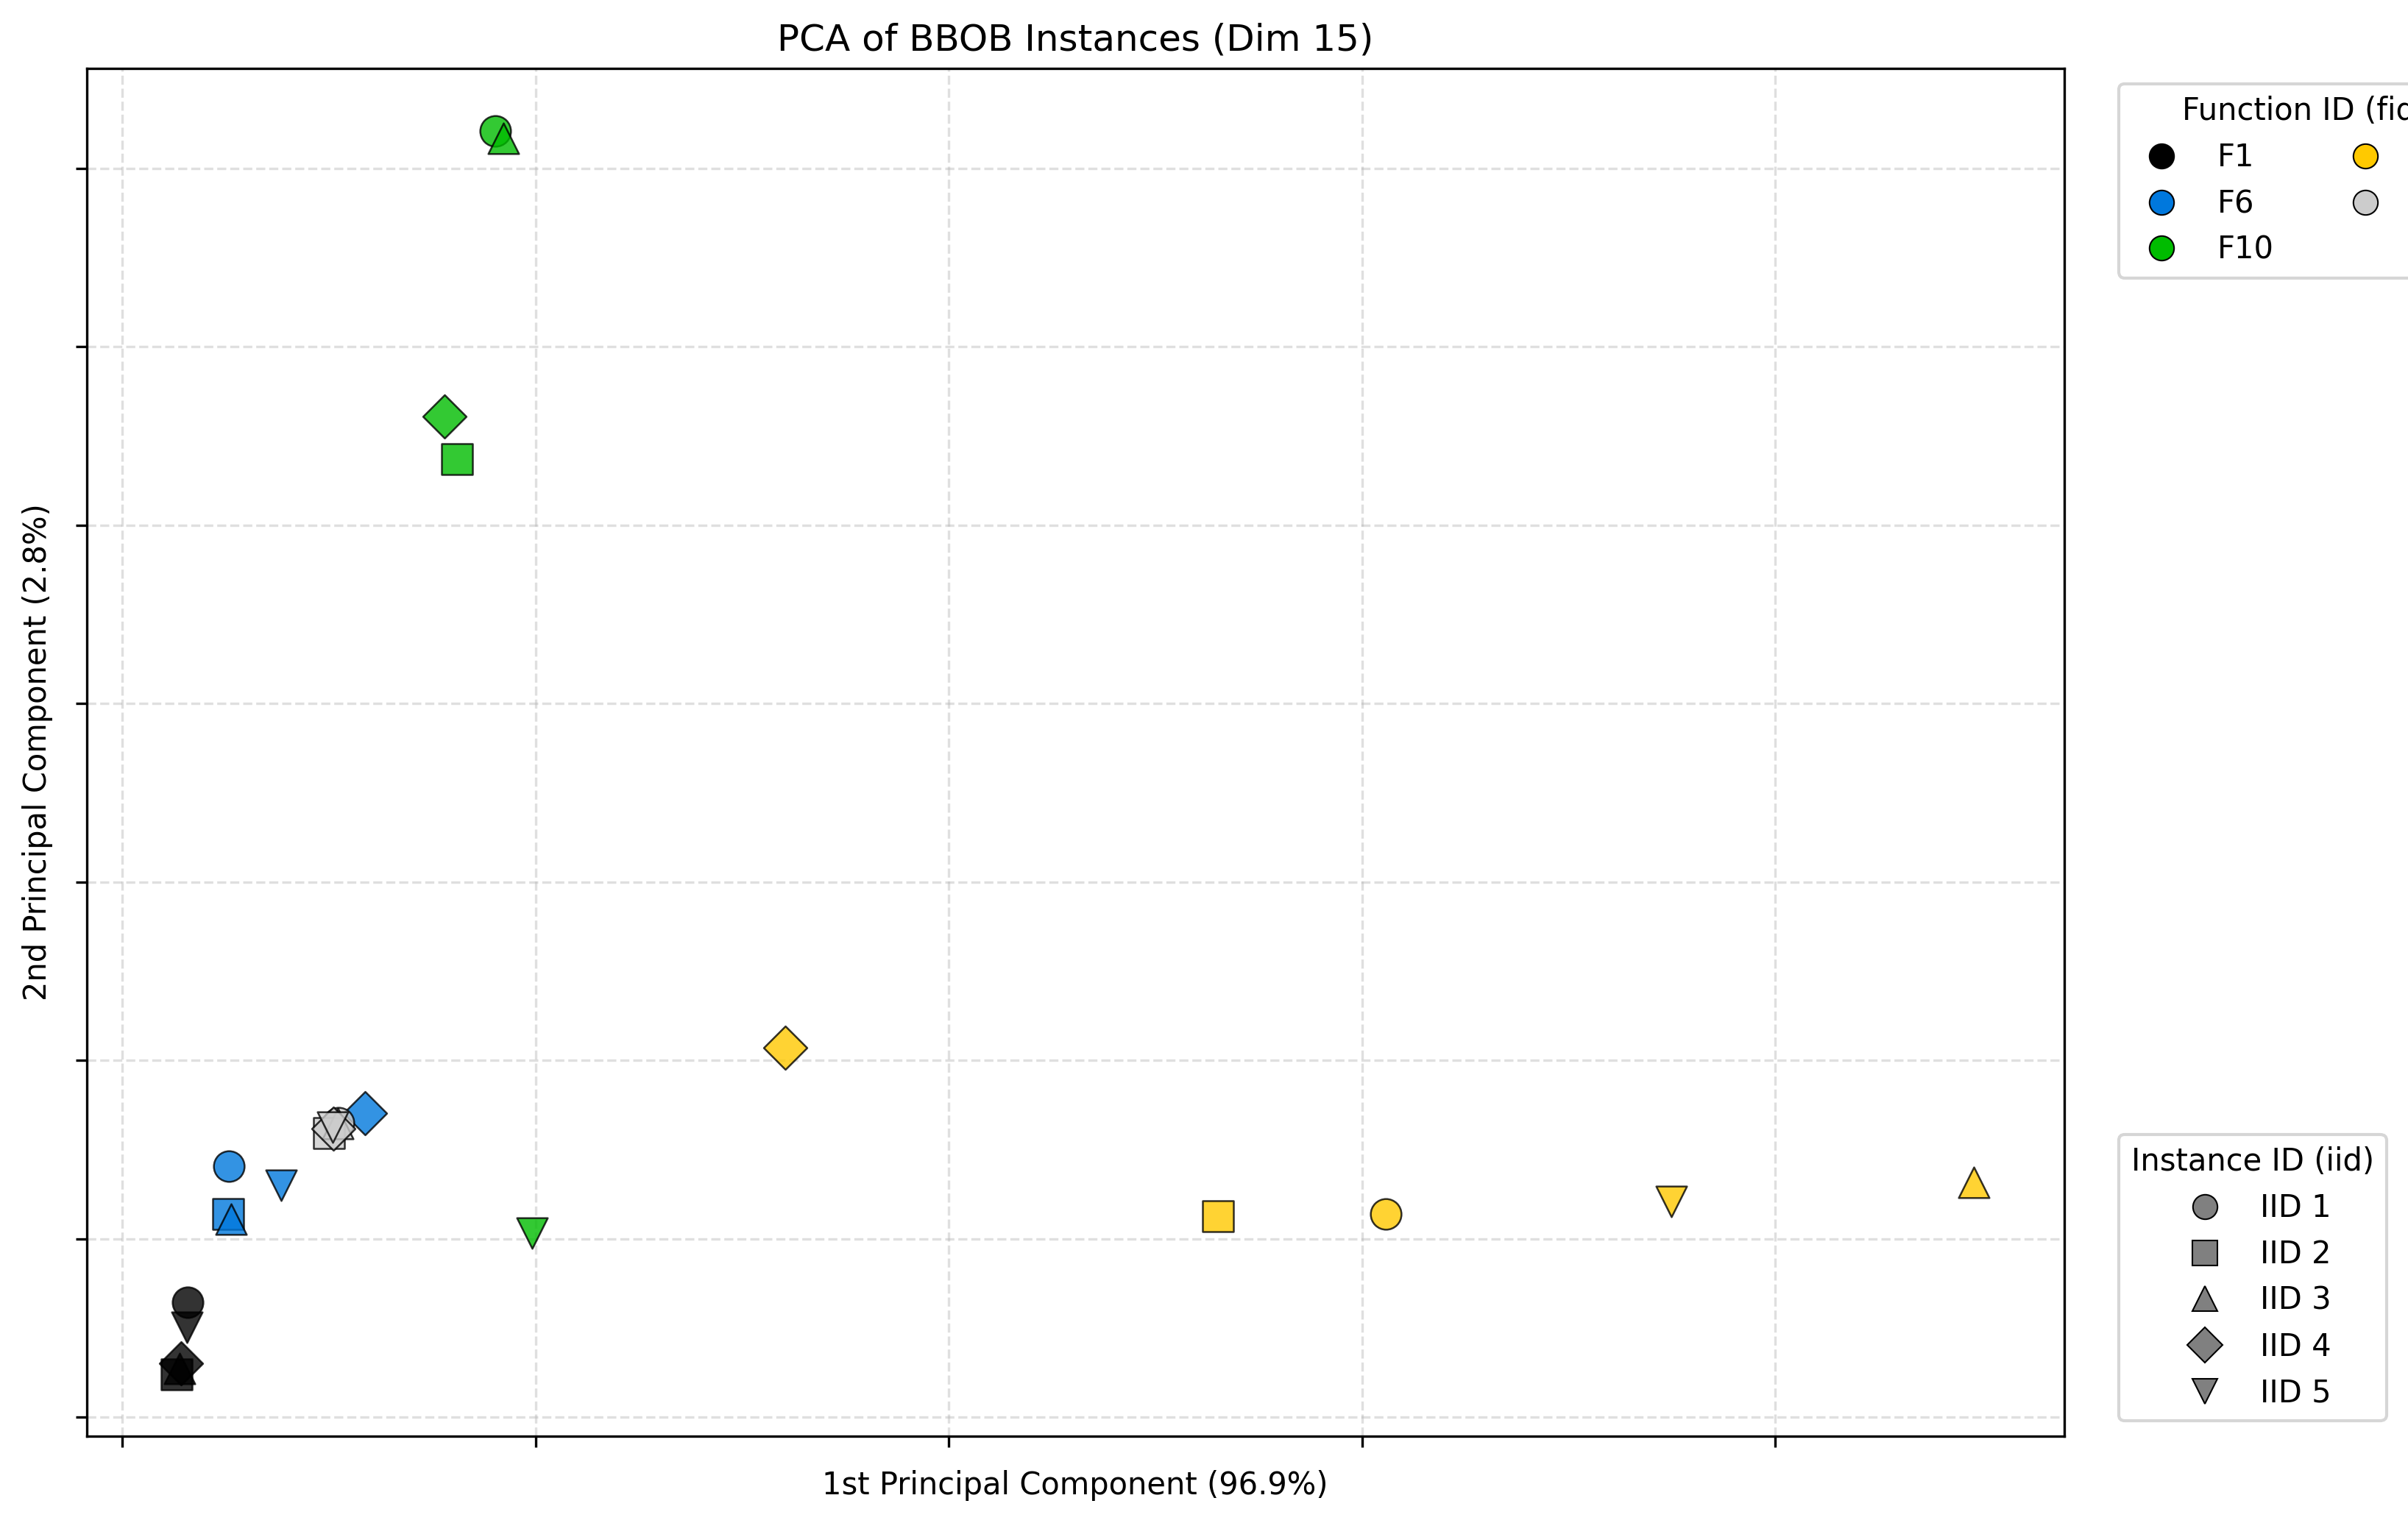 PCA of BBOB Instances (Dim 15)
2nd Principal Component (2.8%)
1st Principal Component (96.9%)
Function ID (fid
F1
F6
F10
Instance ID (iid)
IID 1
IID 2
IID 3
IID 4
IID 5